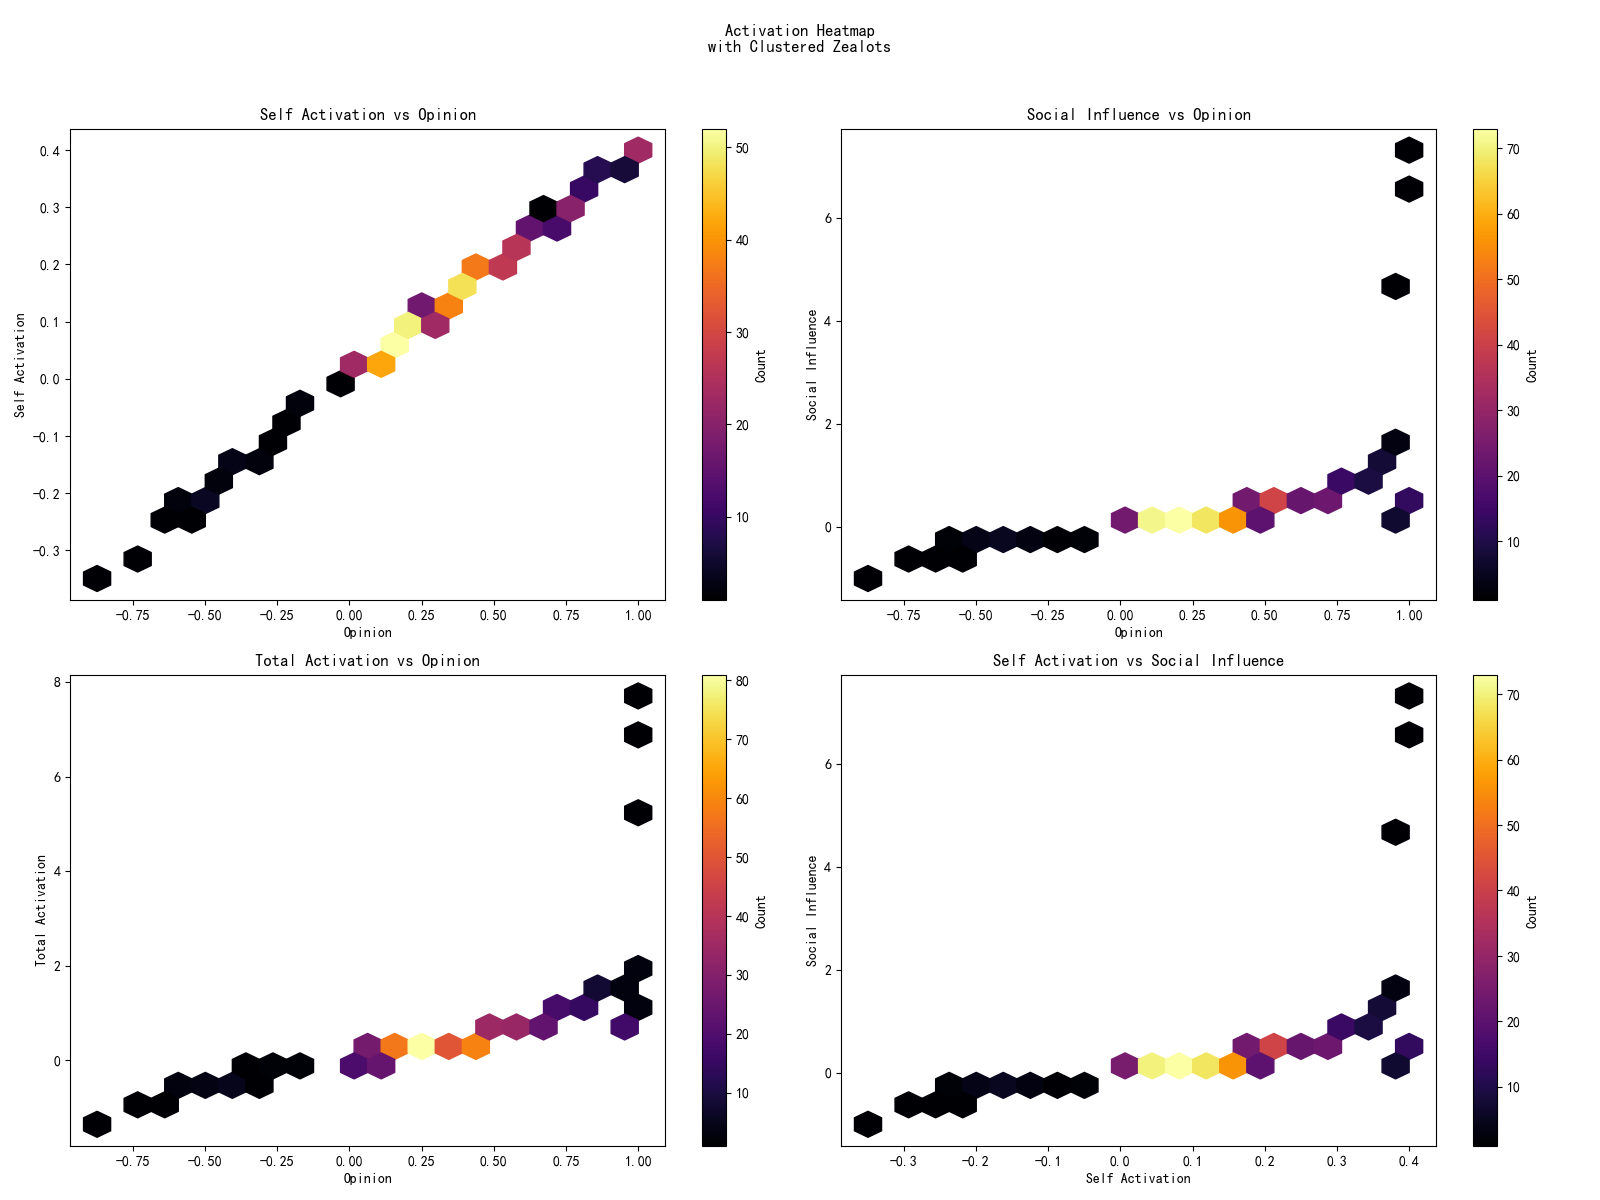 Activation Heatmap
with Clustered Zealots
Self Activation vs Opinion
0.4
0.3
0.2
0.1
0.0
−0.1
−0.2
−0.3
Self Activation
−0.75 −0.50 −0.25 0.00 0.25 0.50 0.75 1.00
Opinion
50
40
30
20
10
Count
Social Influence vs Opinion
6
4
2
0
Social Influence
−0.75 −0.50 −0.25 0.00 0.25 0.50 0.75 1.00
Opinion
70
60
50
40
30
20
10
Count
Total Activation vs Opinion
8
6
4
2
0
Total Activation
−0.75 −0.50 −0.25 0.00 0.25 0.50 0.75 1.00
Opinion
80
70
60
50
40
30
20
10
Count
Self Activation vs Social Influence
6
4
2
0
Social Influence
−0.3 −0.2 −0.1 0.0 0.1 0.2 0.3 0.4
Self Activation
70
60
50
40
30
20
10
Count